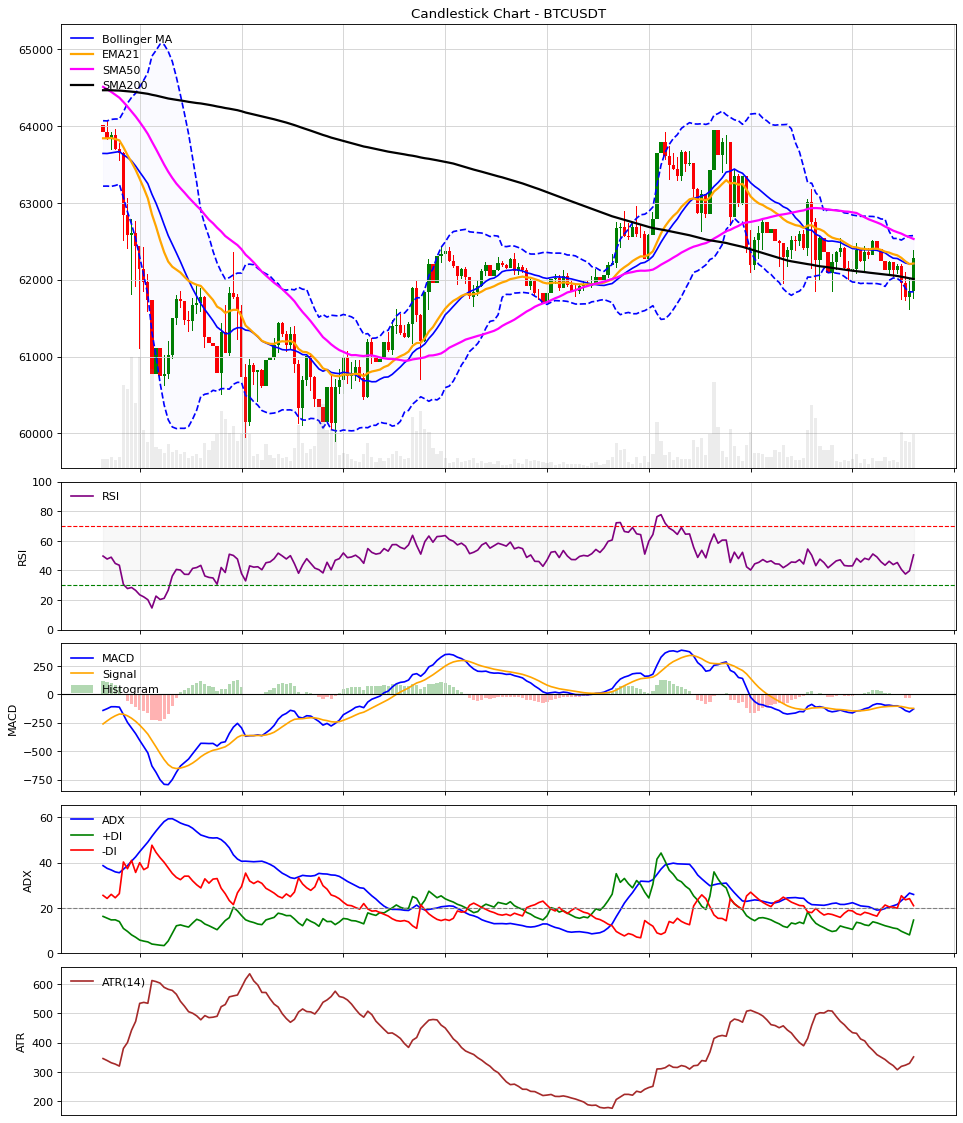 Candlestick Chart - BTCUSDT
Bollinger MA
EMA21
SMA50
SMA200
65000
64000
63000
62000
61000
60000
RSI
100
80
60
40
20
0
RSI
MACD
Signal
Histogram
250
0
−250
−500
−750
MACD
ADX
+DI
-DI
60
40
20
0
ADX
ATR(14)
600
500
400
300
200
ATR